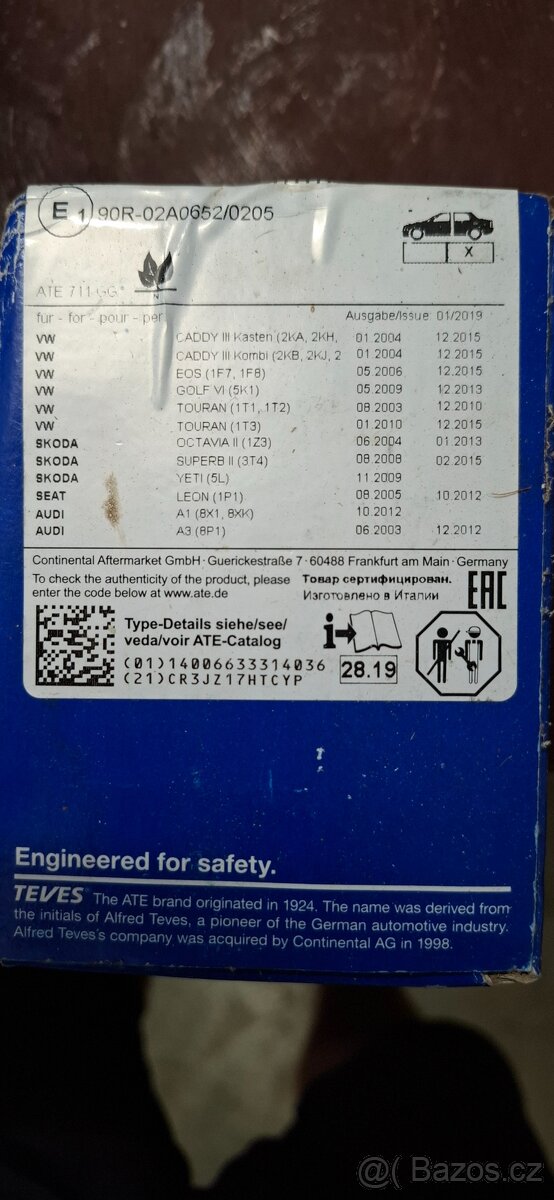 E1 90R-02A0652/0205
X
ATE 711 GG
für - for - pour - per Ausgabe/Issue 01/2019
VW CADDY III Kasten (2KA, 2KH, 01.2004 12.2015
VW CADDY III Kombi (2KB, 2KJ, 2 01.2004 12.2015
VW EOS (1F7, 1F8) 05.2006 12.2015
VW GOLF VI (5K1) 05.2009 12.2013
VW TOURAN (1T1, 1T2) 08.2003 12.2010
VW TOURAN (1T3) 01.2010 12.2015
SKODA OCTAVIA II (1Z3) 06.2004 01.2013
SKODA SUPERB II (3T4) 08.2008 02.2015
SKODA YETI (5L) 11.2009
SEAT LEON (1P1) 08.2005 10.2012
AUDI A1 (8X1, 8XK) 10.2012
AUDI A3 (8P1) 06.2003 12.2012
Continental Aftermarket GmbH · Guerickestraße 7 · 60488 Frankfurt am Main · Germany
To check the authenticity of the product, please Товар сертифицирован.
enter the code below at www.ate.de. Изготовлено в Италии
EAC
Type-Details siehe/see/
veda/voir ATE-Catalog
(01)14006633314036
(21)CR3JZ17HTCYP
28.19
Engineered for safety.
TEVES The ATE brand originated in 1924. The name was derived from
the initials of Alfred Teves, a pioneer of the German automotive industry.
Alfred Teves's company was acquired by Continental AG in 1998.
@( Bazos.cz